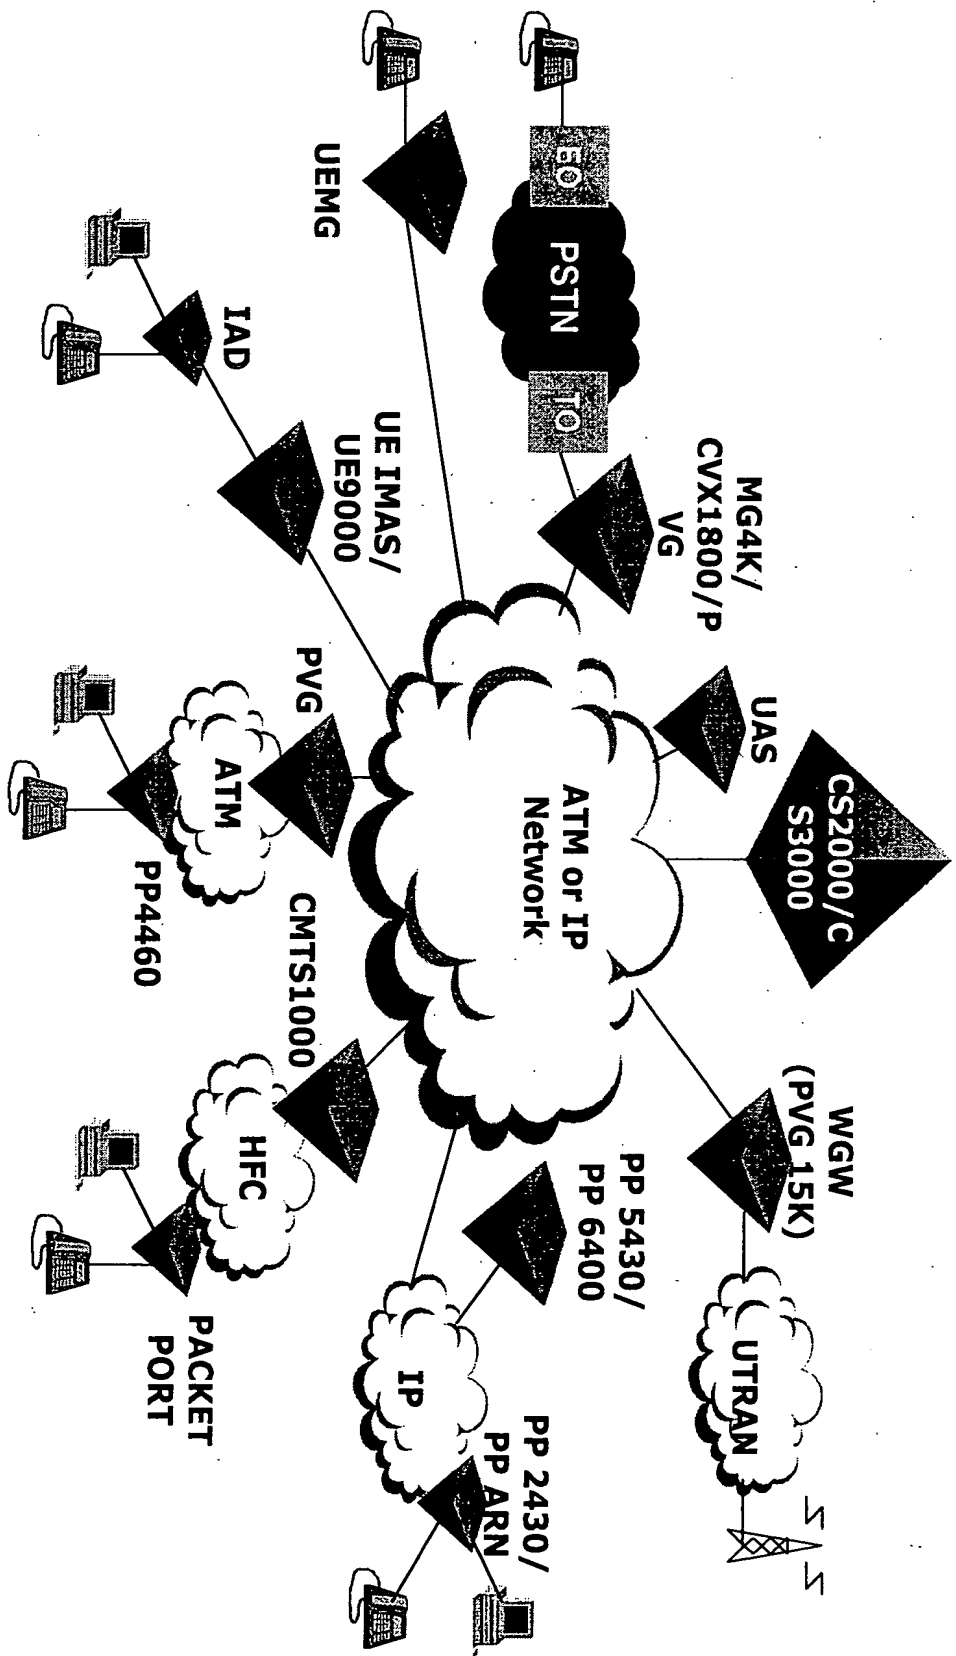 CS2000/C
S3000
UAS
MG4K/
CVX1800/P
VG
EO
PSTN
TO
UEMG
IAD
UE IMAS/
UE9000
ATM or IP
Network
WGW
(PVG 15K)
UTRAN
PP 5430/
PP 6400
IP
PP 2430/
PP ARN
PVG
ATM
PP4460
CMTS1000
HFC
PACKET
PORT